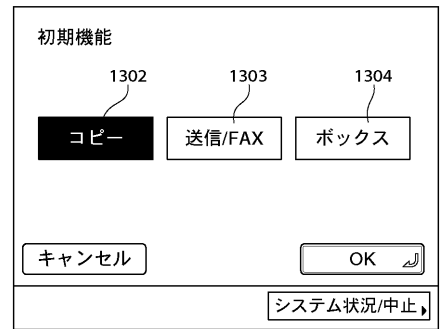 初期機能
1302
1303
1304
コピー
送信/FAX
ボックス
キャンセル
OK
システム状況/中止